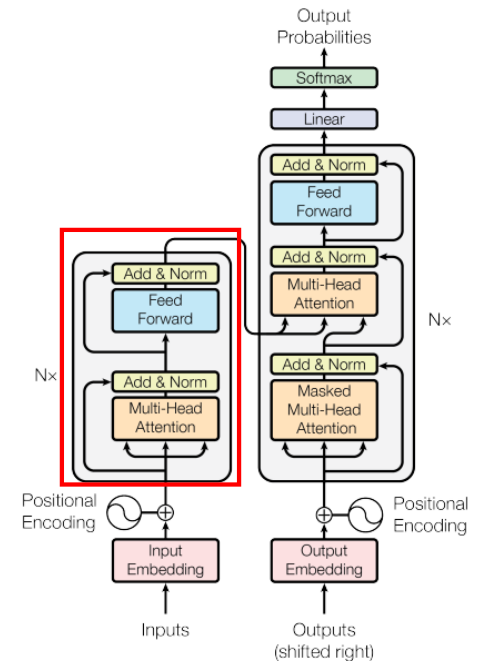 Output
Probabilities
Softmax
Linear
Add & Norm
Feed
Forward
Add & Norm
Multi-Head
Attention
Add & Norm
Masked
Multi-Head
Attention
N×
Add & Norm
Feed
Forward
Add & Norm
Multi-Head
Attention
N×
Positional
Encoding
Positional
Encoding
Input
Embedding
Output
Embedding
Inputs
Outputs
(shifted right)